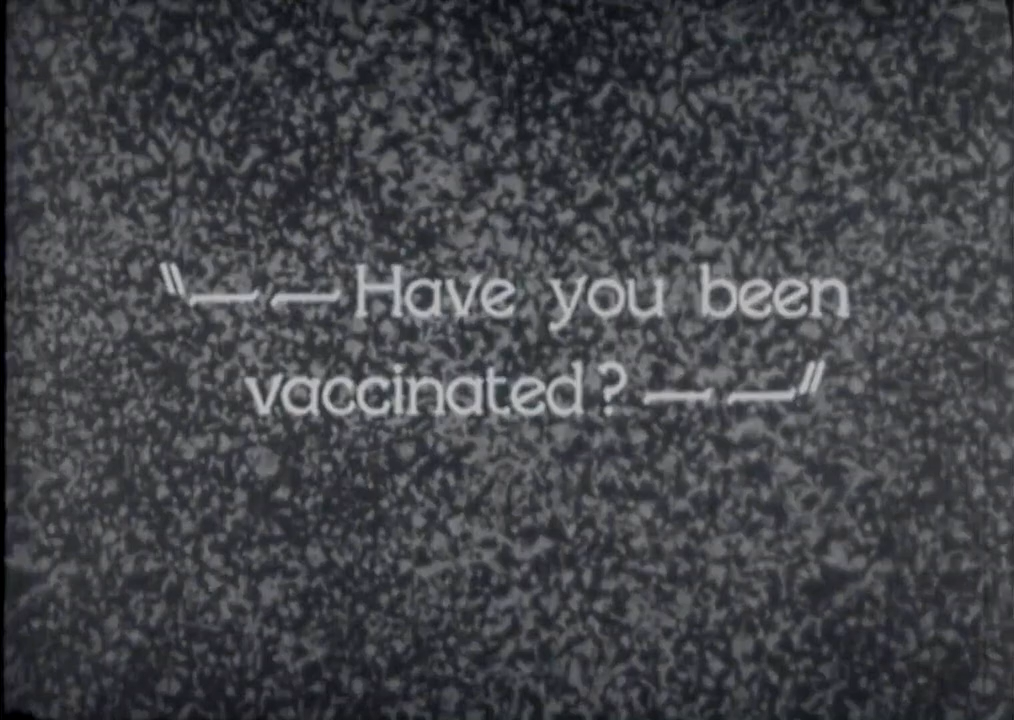 "— — Have you been
vaccinated? — —"